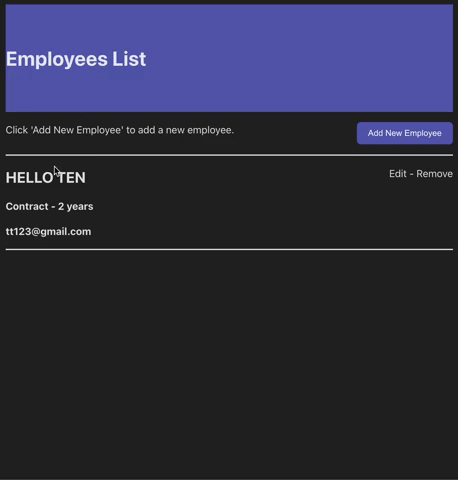 Employees List
Click 'Add New Employee' to add a new employee.
Add New Employee
HELLO TEN
Edit - Remove
Contract - 2 years
tt123@gmail.com